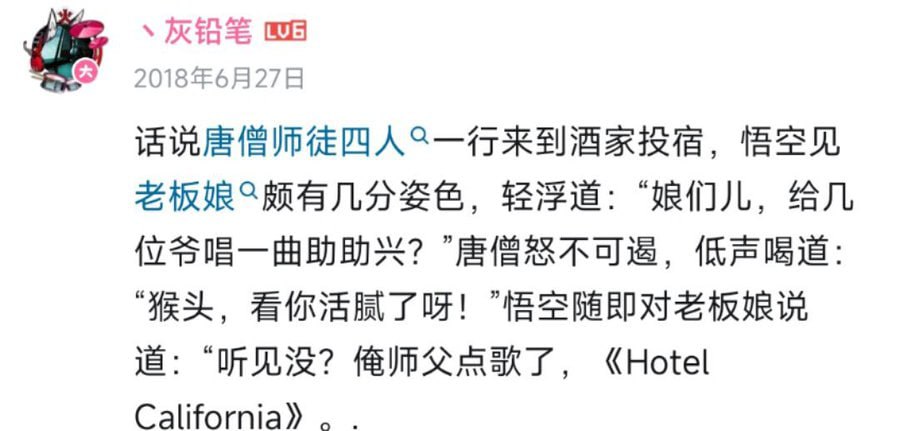 丶灰铅笔 LV6
大
2018年6月27日
话说唐僧师徒四人一行来到酒家投宿，悟空见
老板娘颇有几分姿色，轻浮道：“娘们儿，给几
位爷唱一曲助助兴？”唐僧怒不可遏，低声喝道：
“猴头，看你活腻了呀！”悟空随即对老板娘说
道：“听见没？俺师父点歌了，《Hotel
California》。.